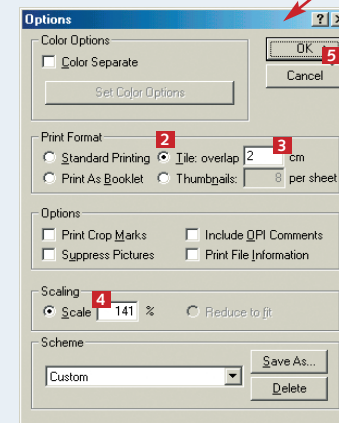 Options
Color Options
Color Separate
Set Color Options
OK
5
Cancel
Print Format
2
3
Standard Printing
Tile: overlap 2 cm
Print As Booklet
Thumbnails: 8 per sheet
Options
Print Crop Marks
Include OPI Comments
Suppress Pictures
Print File Information
Scaling
4
Scale 141 %
Reduce to fit
Scheme
Custom
Save As...
Delete